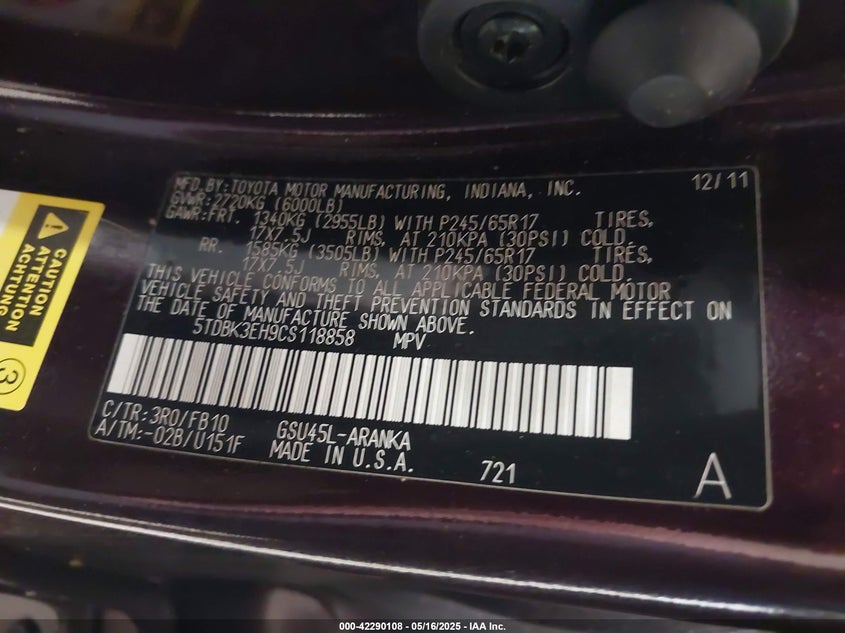 MFD.BY:TOYOTA MOTOR MANUFACTURING, INDIANA, INC. 12/11
GVWR:2720KG (6000LB)
GAWR:FRT. 1340KG (2955LB) WITH P245/65R17 TIRES,
17X7.5J RIMS, AT 210KPA (30PSI) COLD.
RR. 1585KG (3505LB) WITH P245/65R17 TIRES,
17X7.5J RIMS, AT 210KPA (30PSI) COLD.
THIS VEHICLE CONFORMS TO ALL APPLICABLE FEDERAL MOTOR
VEHICLE SAFETY AND THEFT PREVENTION STANDARDS IN EFFECT ON
THE DATE OF MANUFACTURE SHOWN ABOVE.
5TDBK3EH9CS118858 MPV
C/TR:3R0/FB10 GSU45L-ARANKA
A/TM:-02B/U151F MADE IN U.S.A. 721 A
CAUTION
ATTENTION
ACHTUNG
3
000-42290108 - 05/16/2025 - IAA Inc.